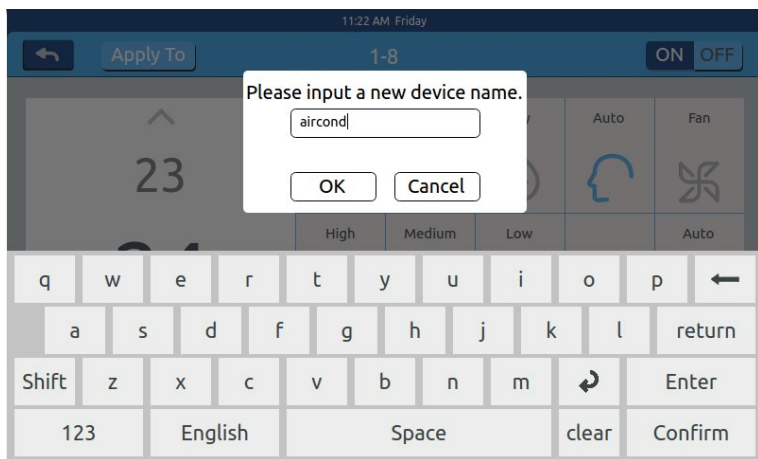 11:22 AM Friday
Apply To
1-8
ON OFF
Please input a new device name.
aircond
OK Cancel
23
Auto
Fan
High Medium Low Auto
q w e r t y u i o p
a s d f g h j k l return
Shift z x c v b n m Enter
123 English Space clear Confirm